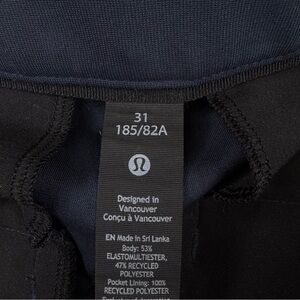 31
185/82A
Designed in
Vancouver
Conçu à Vancouver
EN Made in Sri Lanka
Body: 53%
ELASTOMULTIESTER,
47% RECYCLED
POLYESTER
Pocket Lining: 100%
RECYCLED POLYESTER